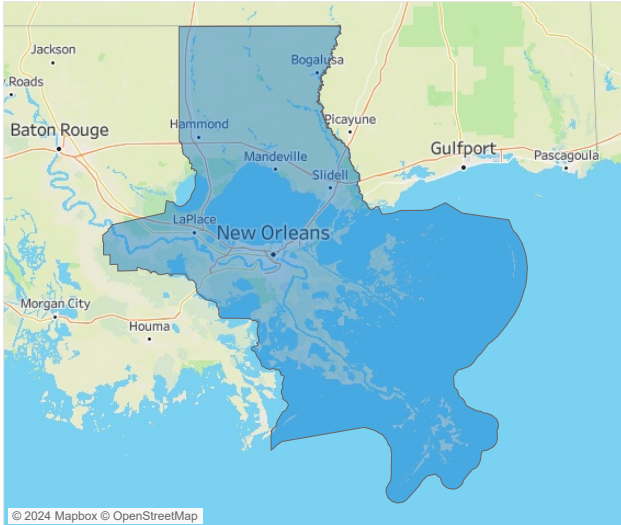 Jackson
Bogalusa
Roads
Picayune
Hammond
Baton Rouge
Gulfport
Mandeville
Pascagoula
Slidell
LaPlace
New Orleans
Morgan City
Houma
© 2024 Mapbox © OpenStreetMap